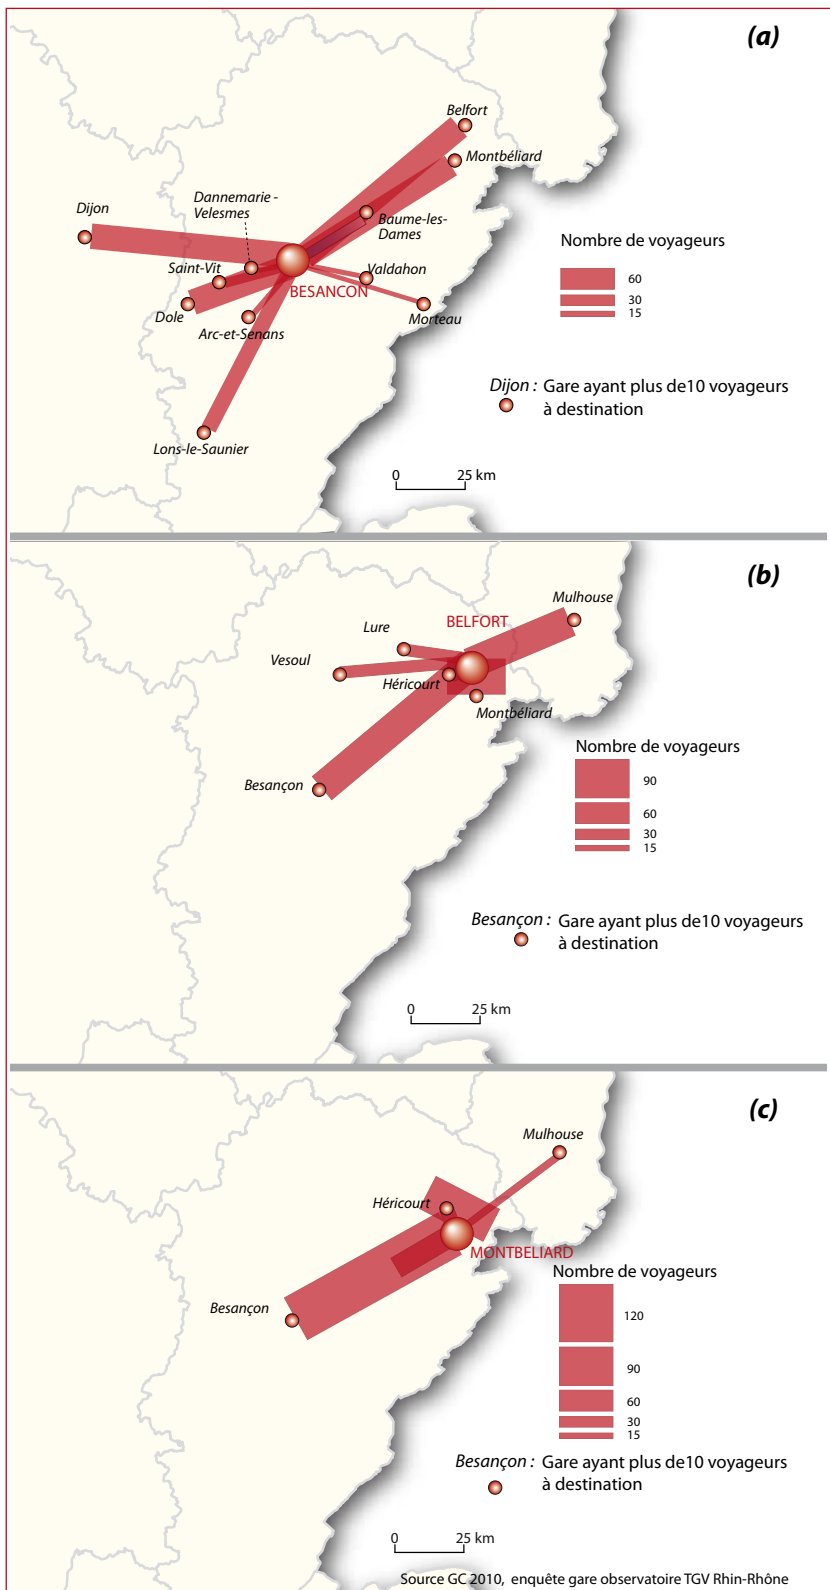 (a)
Belfort
Montbéliard
Dannemarie -
Velesmes
Dijon
Baume-les-
Dames
Saint-Vit
Valdahon
BESANCON
Dole
Morteau
Arc-et-Senans
Lons-le-Saunier
Nombre de voyageurs
60
30
15
Dijon : Gare ayant plus de10 voyageurs
à destination
0 25 km
(b)
Mulhouse
BELFORT
Lure
Vesoul
Héricourt
Montbéliard
Besançon
Nombre de voyageurs
90
60
30
15
Besançon : Gare ayant plus de10 voyageurs
à destination
0 25 km
(c)
Mulhouse
Héricourt
MONTBELIARD
Besançon
Nombre de voyageurs
120
90
60
30
15
Besançon : Gare ayant plus de10 voyageurs
à destination
0 25 km
Source GC 2010, enquête gare observatoire TGV Rhin-Rhône